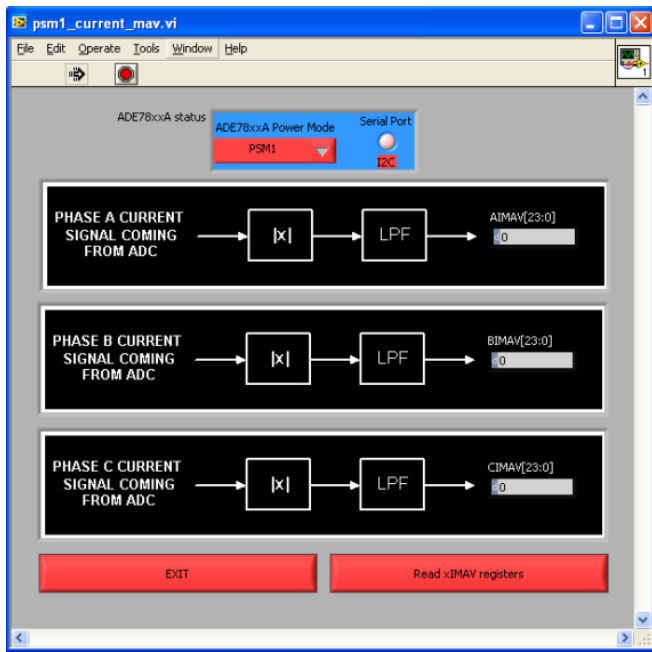 psm1_current_mav.vi
File Edit Operate Tools Window Help
1
ADE78xxA status
ADE78xxA Power Mode
Serial Port
PSM1
I2C
PHASE A CURRENT
SIGNAL COMING
FROM ADC
|x|
LPF
AIMAV[23:0]
0
PHASE B CURRENT
SIGNAL COMING
FROM ADC
|x|
LPF
BIMAV[23:0]
0
PHASE C CURRENT
SIGNAL COMING
FROM ADC
|x|
LPF
CIMAV[23:0]
0
EXIT
Read xIMAV registers